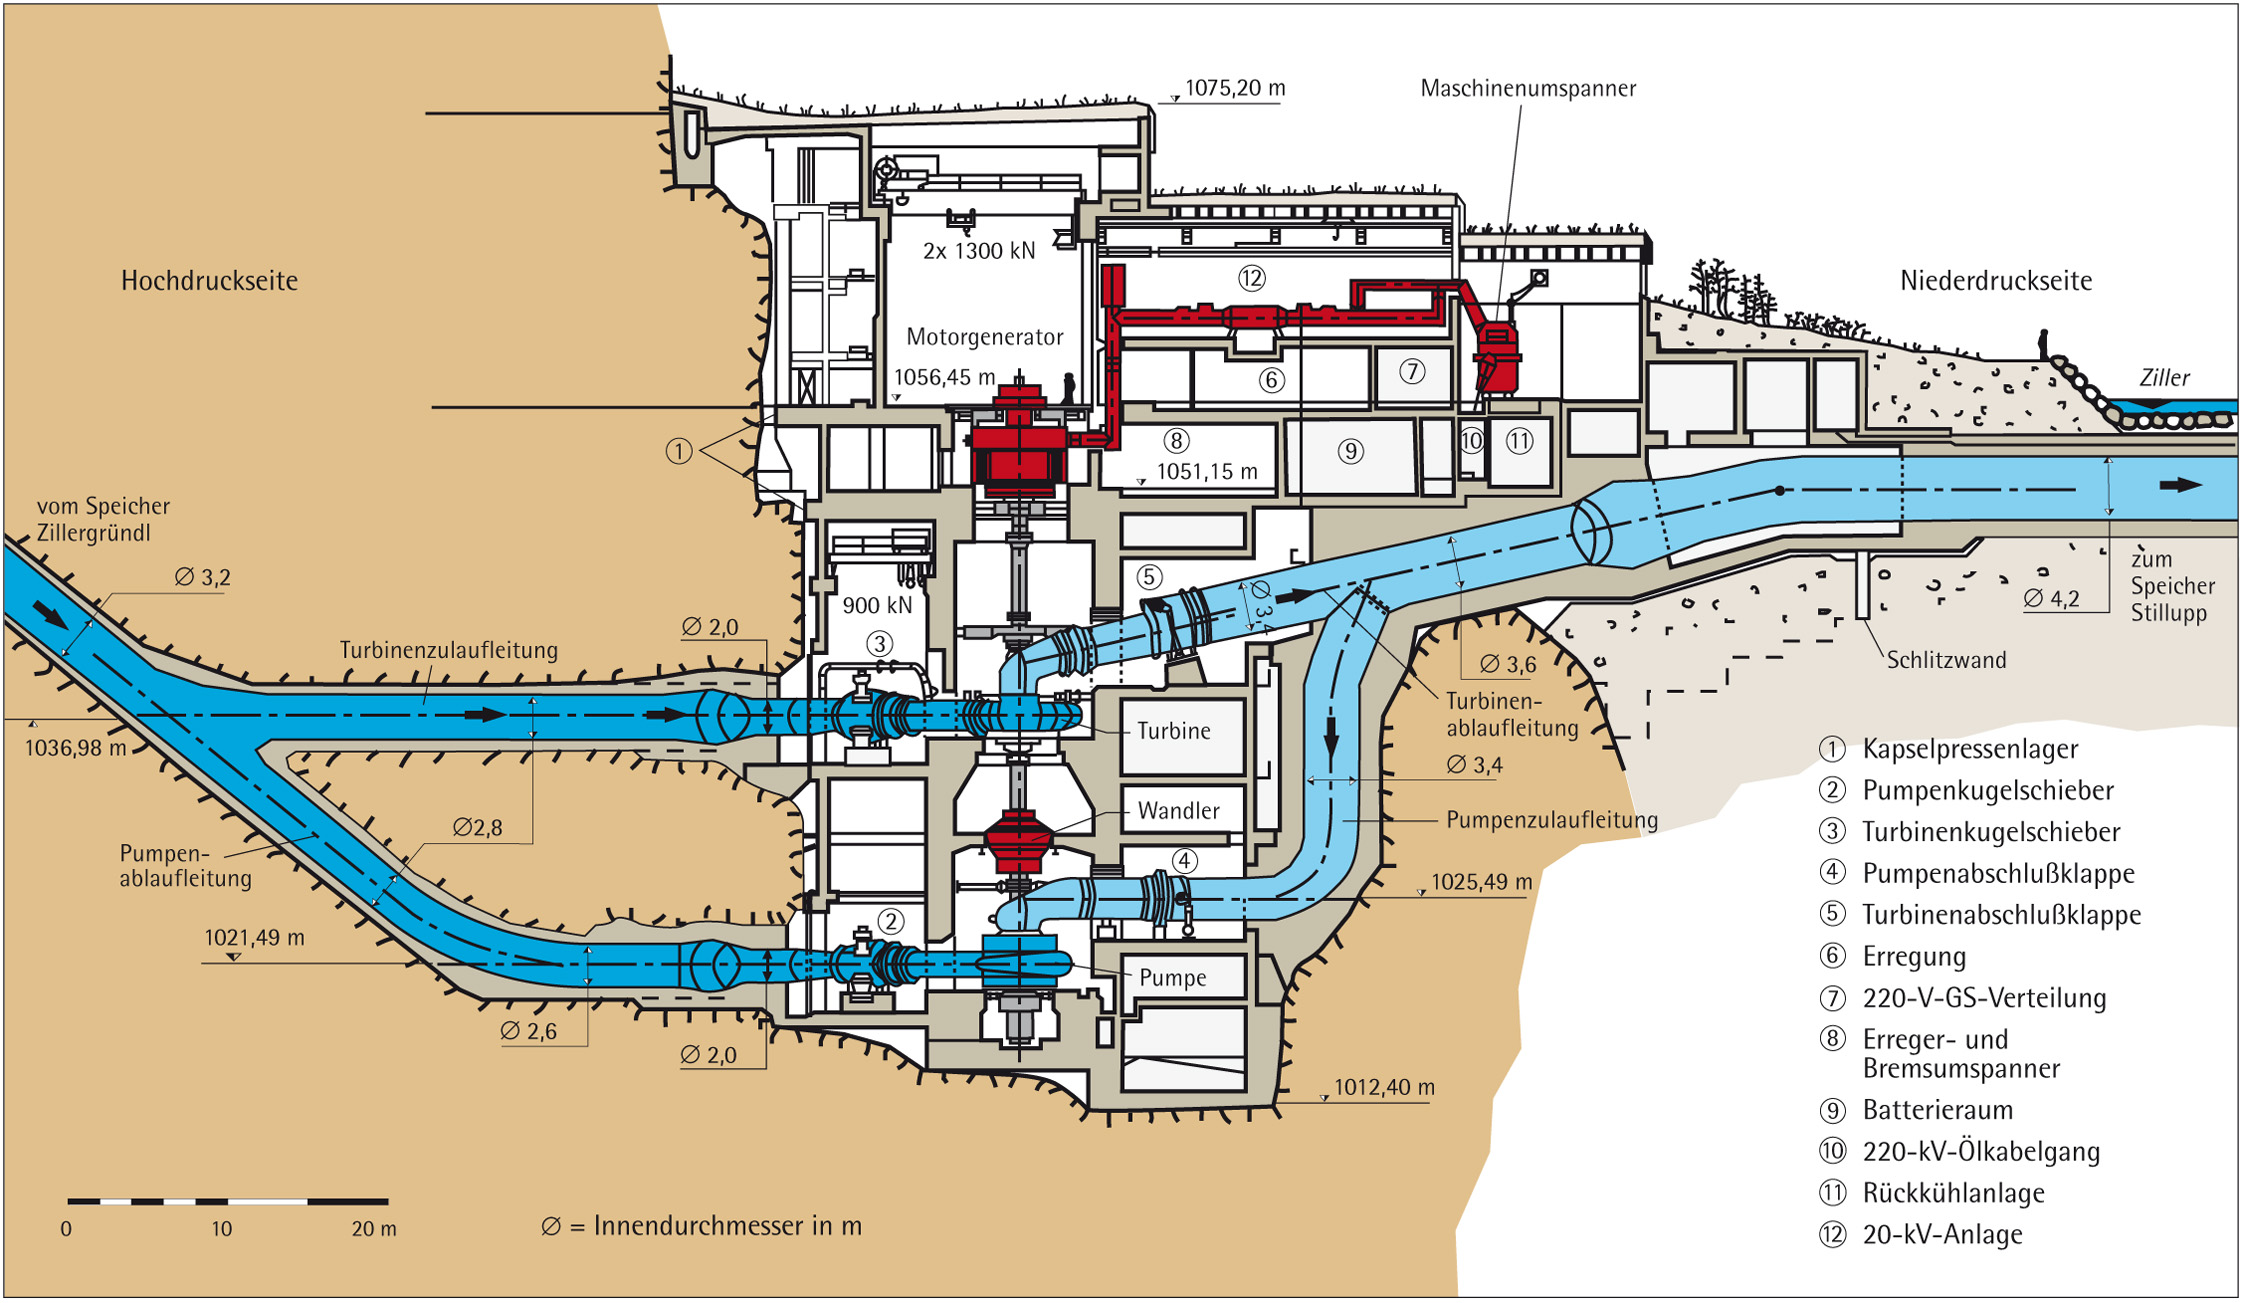 1075,20 m
Maschinenumspanner
2x 1300 kN
Hochdruckseite
12
Niederdruckseite
Motorgenerator
1056,45 m
6
7
Ziller
1
8
9
10
11
1051,15 m
vom Speicher
Zillergründl
∅ 3,2
900 kN
5
∅ 3,4
zum
Speicher
Stillupp
∅ 4,2
∅ 2,0
Turbinenzulaufleitung
3
∅ 3,6
Schlitzwand
Turbinen-
ablaufleitung
1036,98 m
Turbine
∅ 3,4
Wandler
∅2,8
Pumpenzulaufleitung
Pumpen-
ablaufleitung
4
1025,49 m
2
1021,49 m
Pumpe
∅ 2,6
∅ 2,0
1012,40 m
1 Kapselpressenlager
2 Pumpenkugelschieber
3 Turbinenkugelschieber
4 Pumpenabschlußklappe
5 Turbinenabschlußklappe
6 Erregung
7 220-V-GS-Verteilung
8 Erreger- und
Bremsumspanner
9 Batterieraum
10 220-kV-Ölkabelgang
11 Rückkühlanlage
12 20-kV-Anlage
0 10 20 m
∅ = Innendurchmesser in m